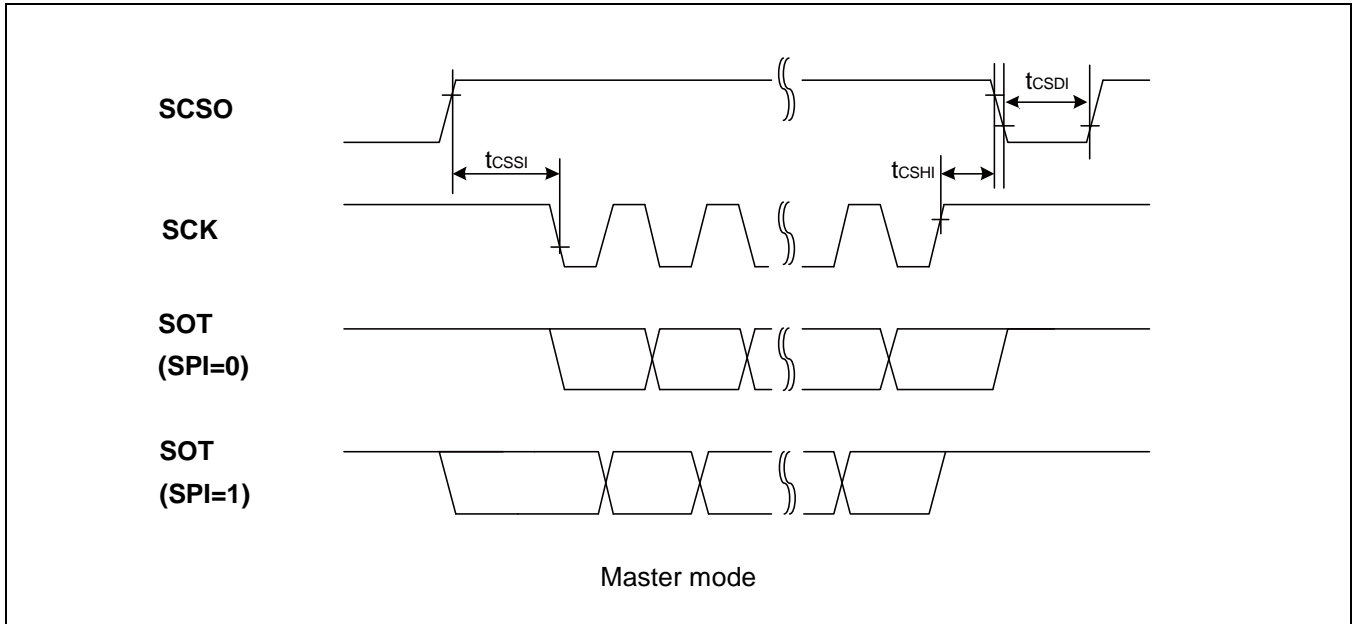 SCSO
tCSDI
tCSSI
tCSHI
SCK
SOT
(SPI=0)
SOT
(SPI=1)
Master mode